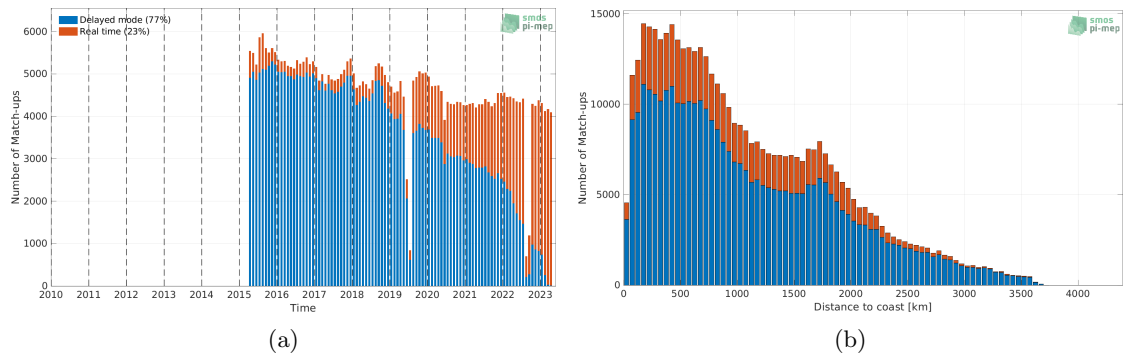 Delayed mode (77%)
Real time (23%)
smos
pi-mep
Number of Match-ups
6000
5000
4000
3000
2000
1000
0
2010 2011 2012 2013 2014 2015 2016 2017 2018 2019 2020 2021 2022 2023
Time
(a)
smos
pi-mep
Number of Match-ups
15000
10000
5000
0
0 500 1000 1500 2000 2500 3000 3500 4000
Distance to coast [km]
(b)